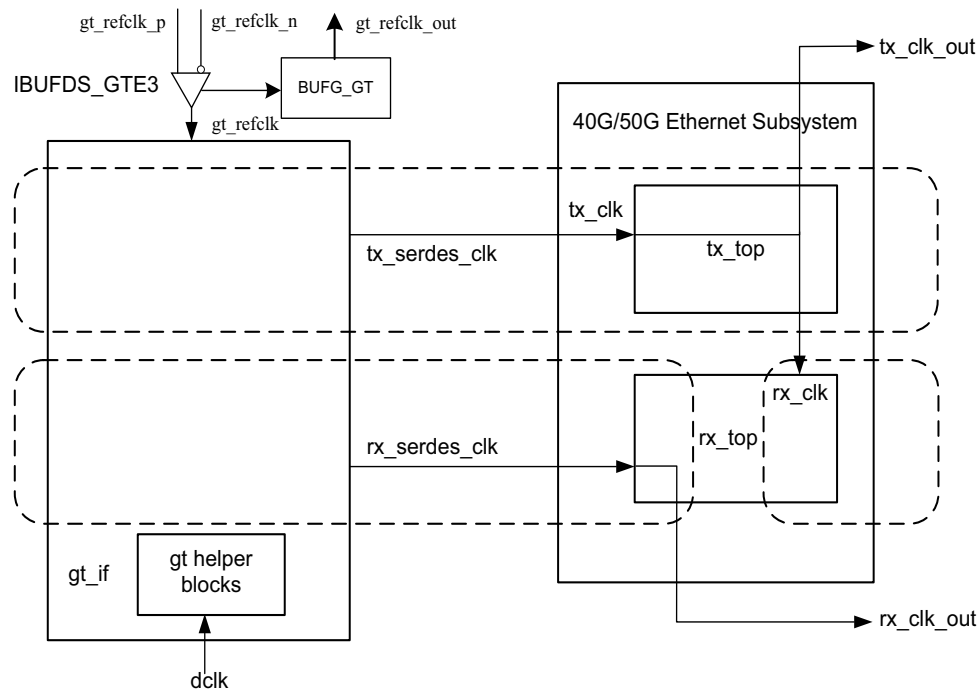 gt_refclk_p
gt_refclk_n
gt_refclk_out
tx_clk_out
IBUFDS_GTE3
BUFG_GT
gt_refclk
40G/50G Ethernet Subsystem
tx_clk
tx_serdes_clk
tx_top
rx_clk
rx_serdes_clk
rx_top
gt_if
gt helper
blocks
rx_clk_out
dclk